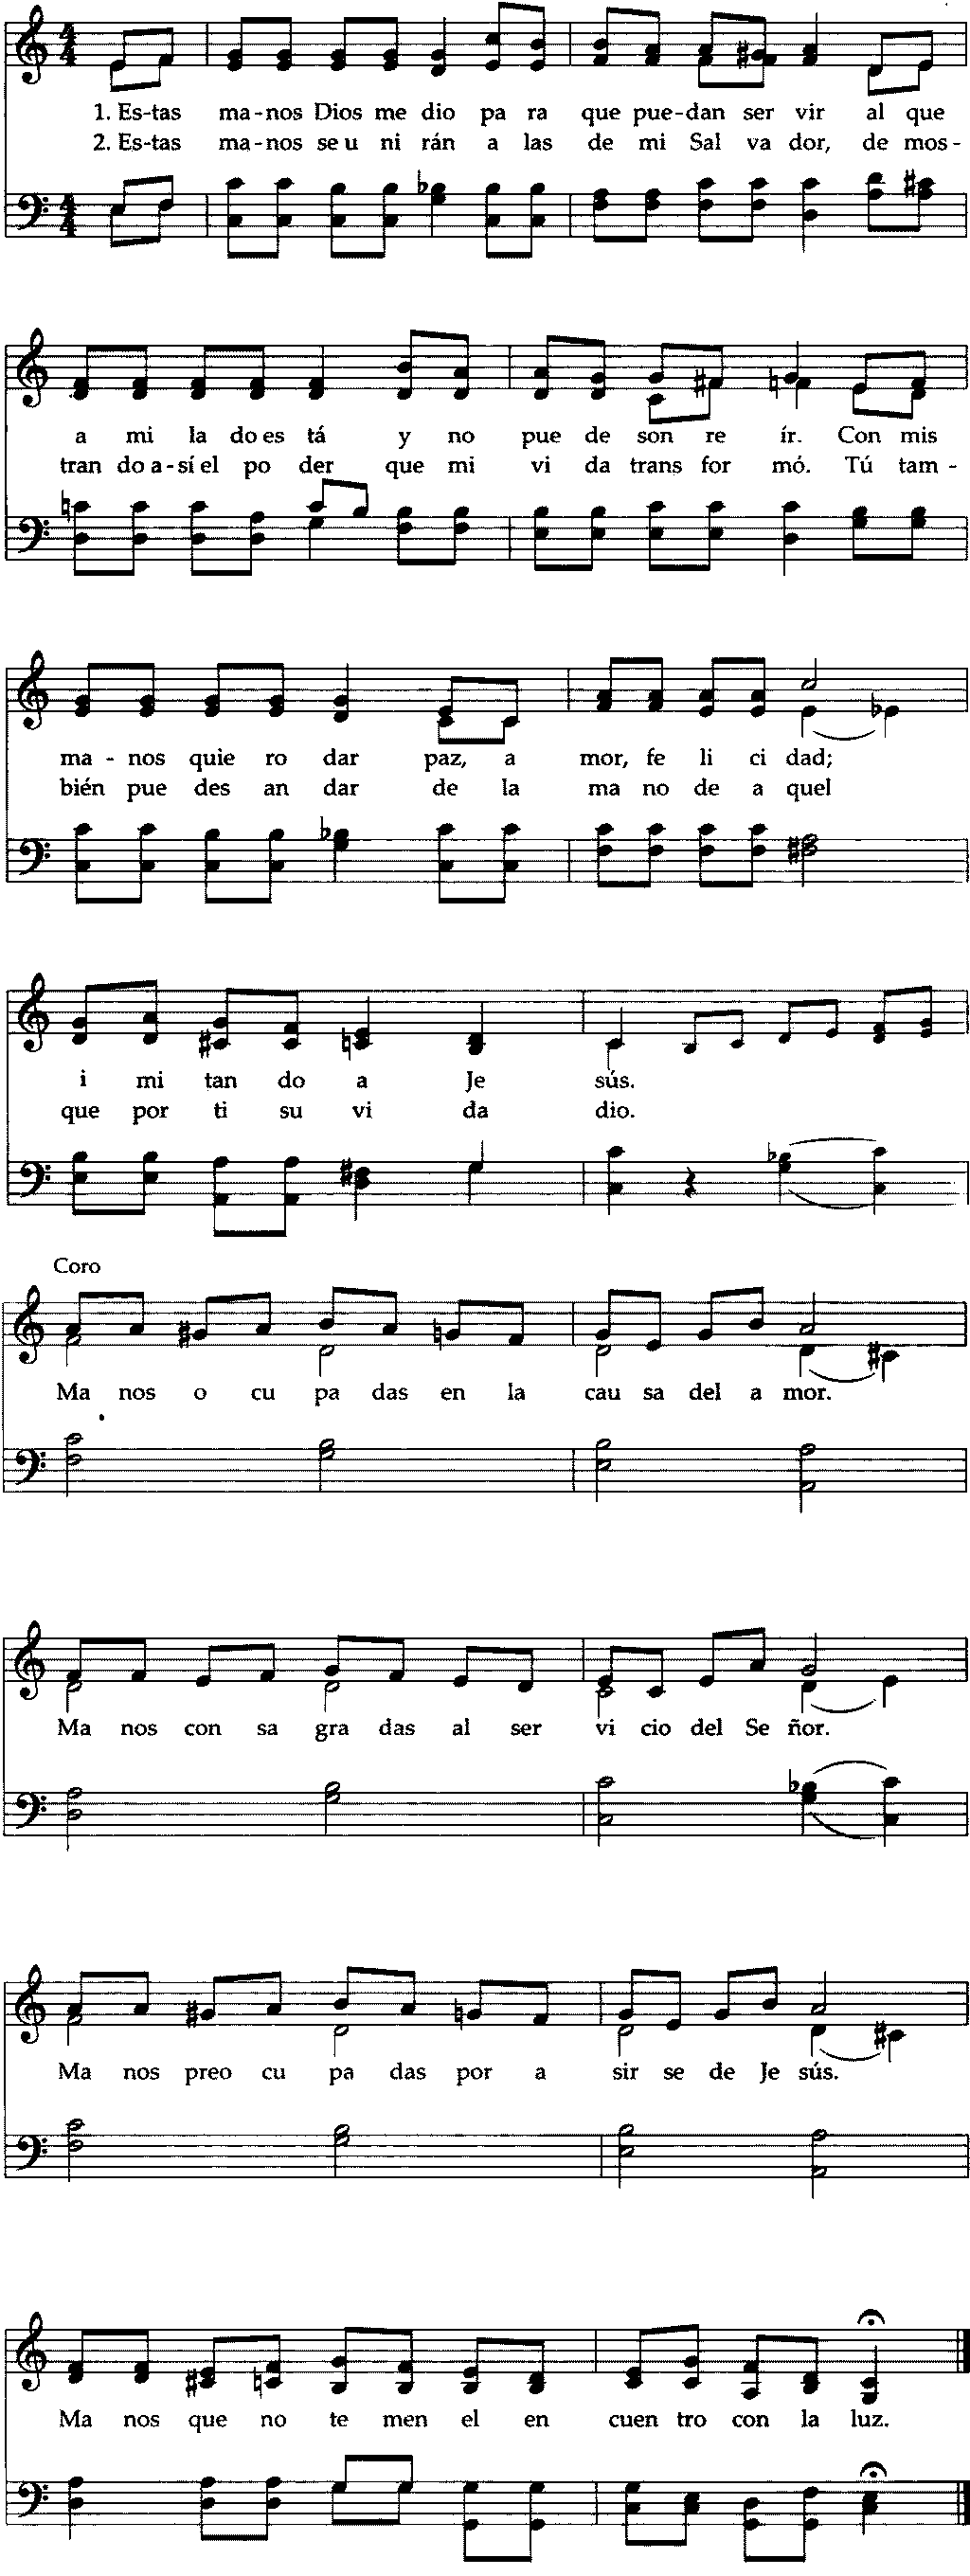 1. Es-tas ma-nos Dios me dio pa ra que pue-dan ser vir al que
2. Es-tas ma-nos se u ni rán a las de mi Sal va dor, de mos-
a mi la do es tá y no pue de son re ír. Con mis
tran do a-sí el po der que mi vi da trans for mó. Tú tam-
ma-nos quie ro dar paz, a mor, fe li ci dad;
bién pue des an dar de la ma no de a quel
i mi tan do a Je sús.
que por ti su vi da dio.
Coro
Ma nos o cu pa das en la cau sa del a mor.
Ma nos con sa gra das al ser vi cio del Se ñor.
Ma nos preo cu pa das por a sir se de Je sús.
Ma nos que no te men el en cuen tro con la luz.